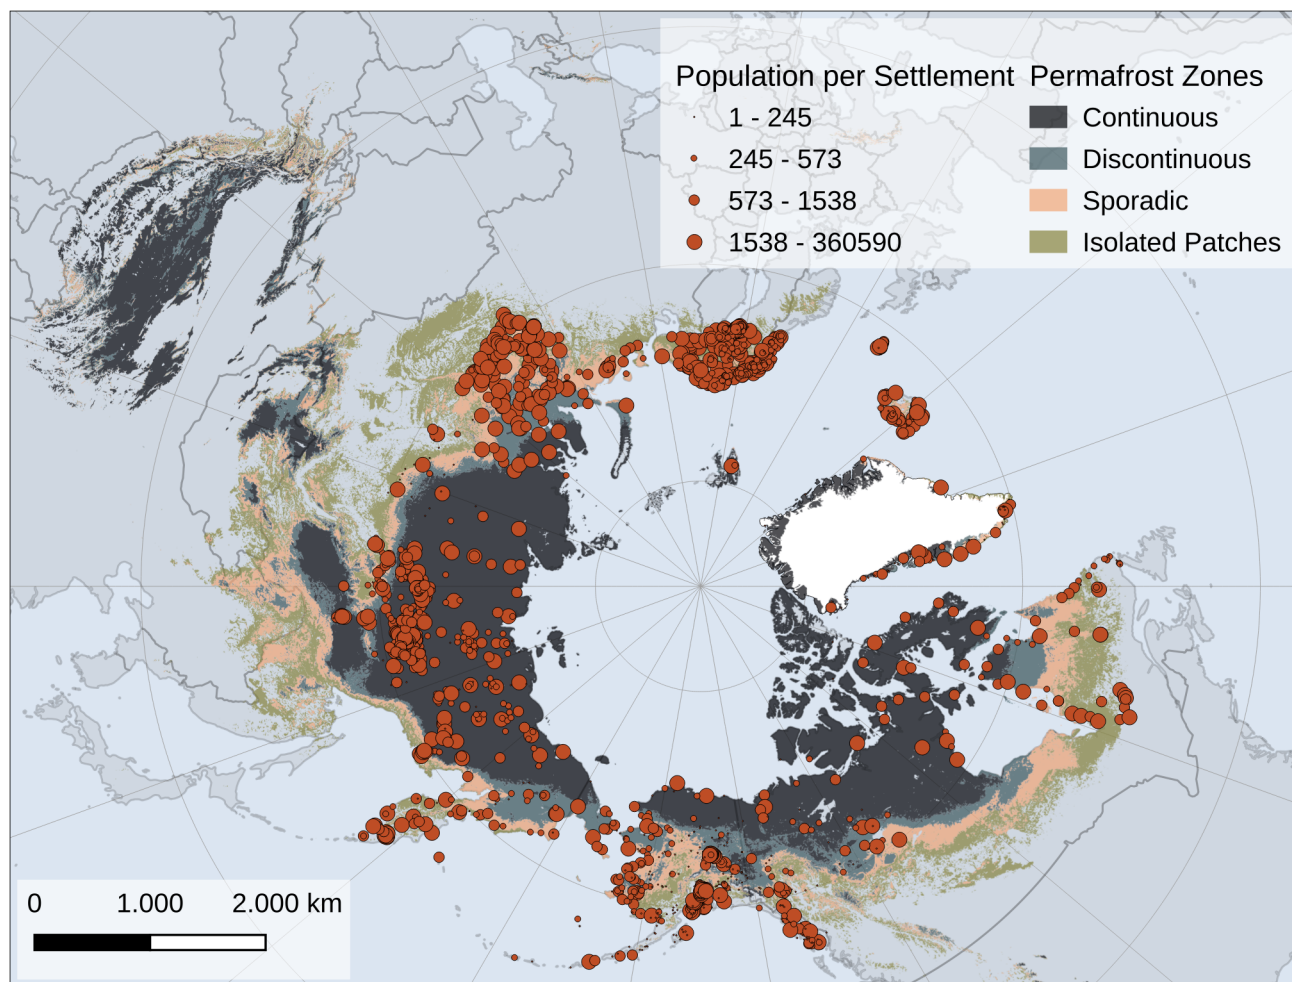 Population per Settlement
1 - 245
245 - 573
573 - 1538
1538 - 360590
Permafrost Zones
Continuous
Discontinuous
Sporadic
Isolated Patches
0 1.000 2.000 km